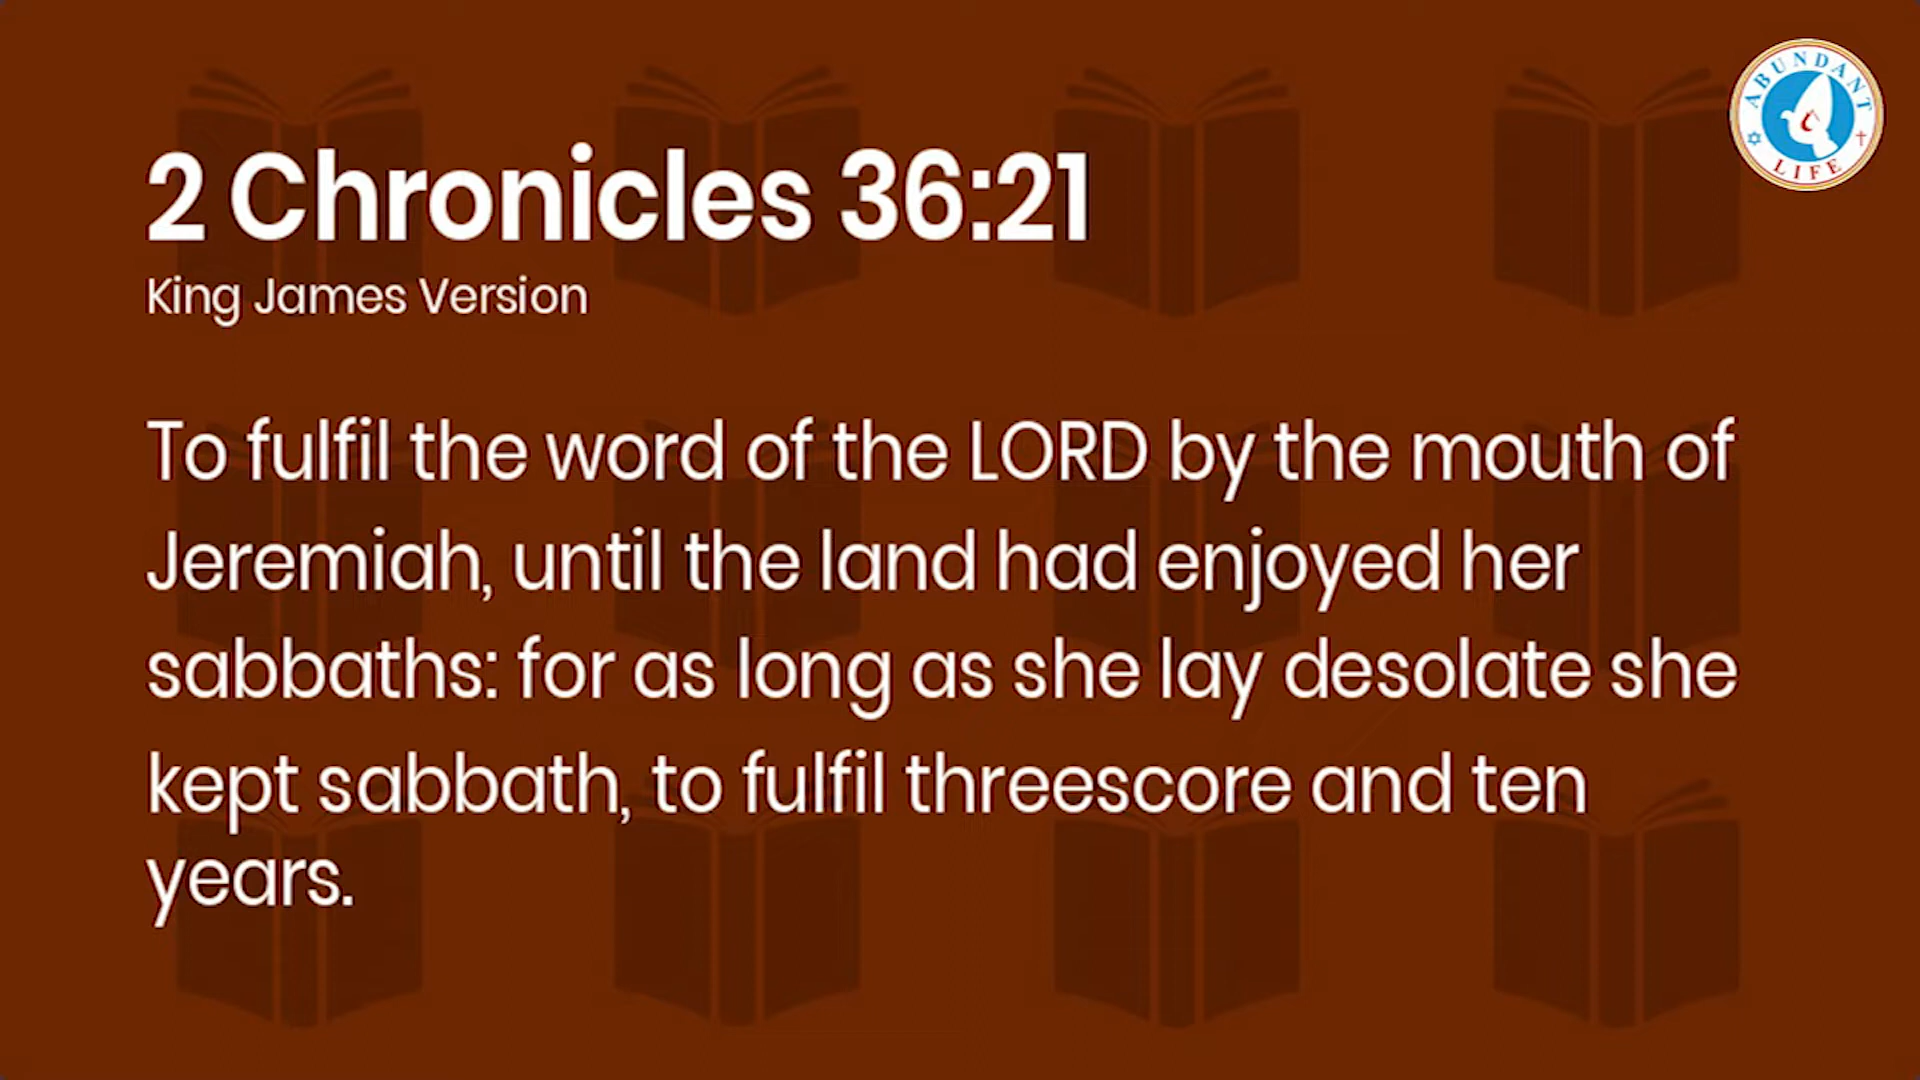 ABUNDANT
LIFE
2 Chronicles 36:21
King James Version
To fulfil the word of the LORD by the mouth of
Jeremiah, until the land had enjoyed her
sabbaths: for as long as she lay desolate she
kept sabbath, to fulfil threescore and ten
years.